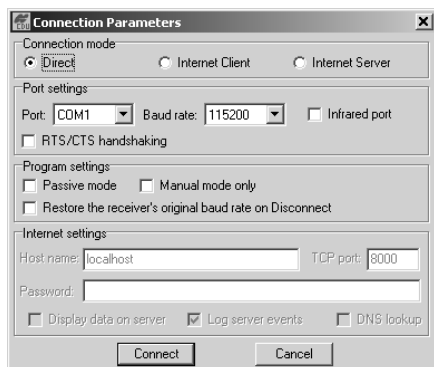 Connection Parameters
Connection mode
Direct Internet Client Internet Server
Port settings
Port: COM1 Baud rate: 115200 Infrared port
RTS/CTS handshaking
Program settings
Passive mode Manual mode only
Restore the receiver's original baud rate on Disconnect
Internet settings
Host name: localhost TCP port: 8000
Password:
Display data on server Log server events DNS lookup
Connect Cancel